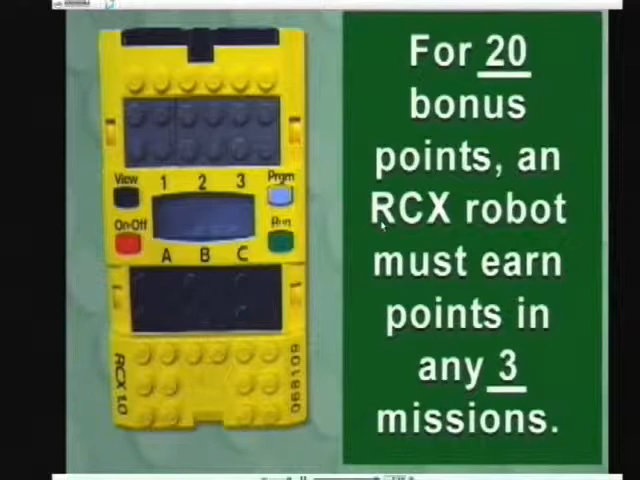 For 20
bonus
points, an
RCX robot
must earn
points in
any 3
missions.
View
1 2 3
Prgm
On-Off
Run
A B C
RCX 1.0
068109